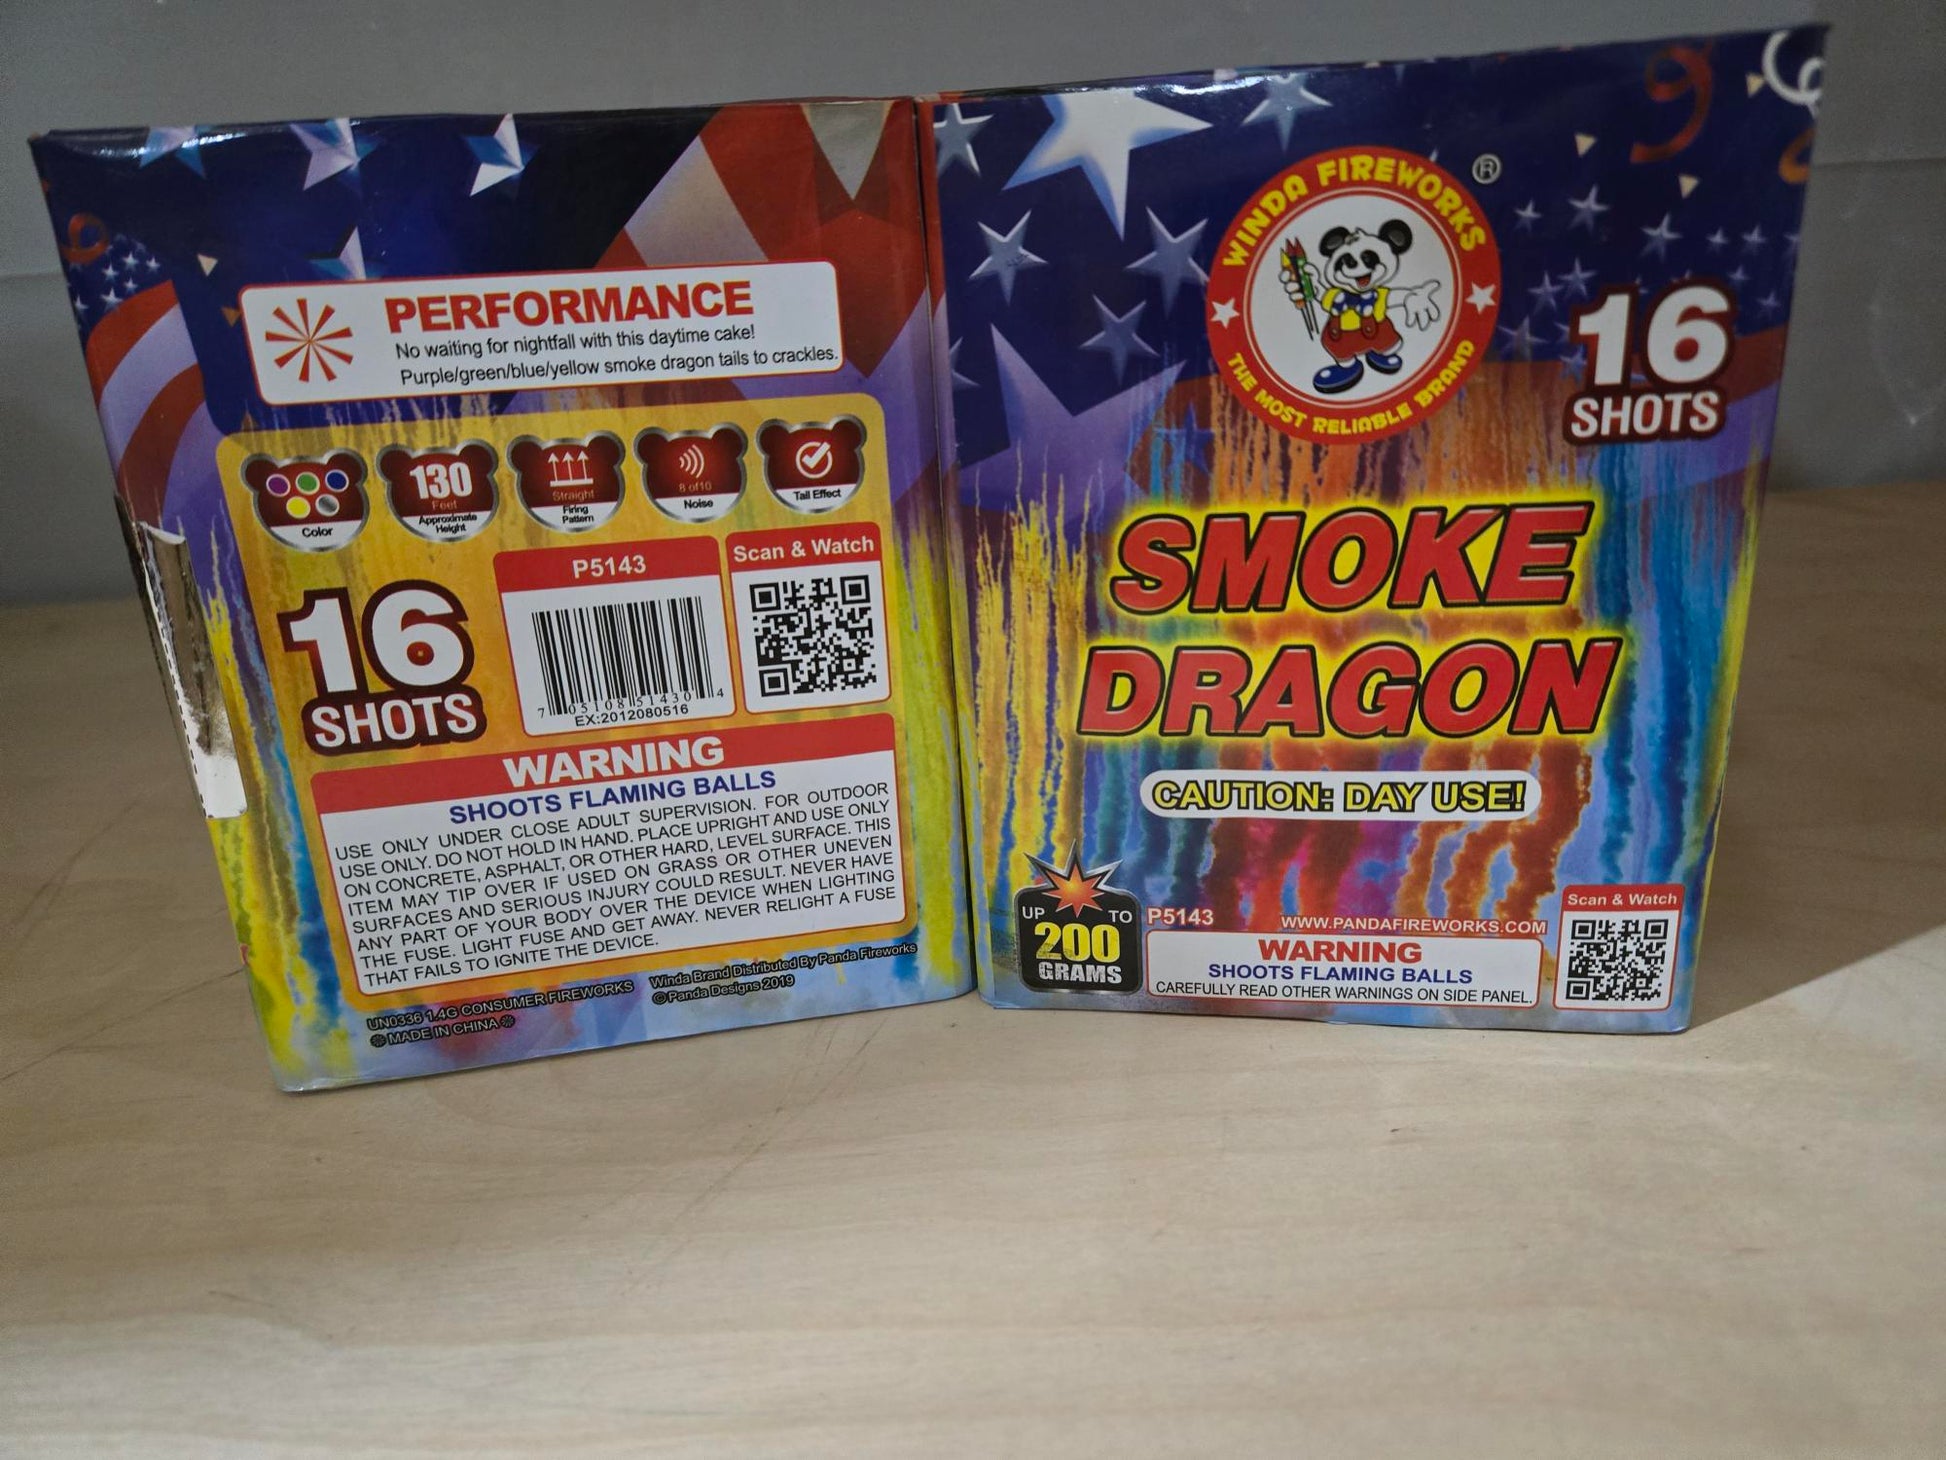 PERFORMANCE
No waiting for nightfall with this daytime cake!
Purple/green/blue/yellow smoke dragon tails to crackles.
Color
130
Feet
Approximate
Height
Straight
Firing
Pattern
8 of 10
Noise
Tail Effect
16
SHOTS
P5143
7 05108 51430 4
EX:2012080516
Scan & Watch
WARNING
SHOOTS FLAMING BALLS
USE ONLY UNDER CLOSE ADULT SUPERVISION. FOR OUTDOOR
USE ONLY. DO NOT HOLD IN HAND. PLACE UPRIGHT AND USE ONLY
ON CONCRETE, ASPHALT, OR OTHER HARD, LEVEL SURFACE. THIS
ITEM MAY TIP OVER IF USED ON GRASS OR OTHER UNEVEN
SURFACES AND SERIOUS INJURY COULD RESULT. NEVER HAVE
ANY PART OF YOUR BODY OVER THE DEVICE WHEN LIGHTING
THE FUSE. LIGHT FUSE AND GET AWAY. NEVER RELIGHT A FUSE
THAT FAILS TO IGNITE THE DEVICE.
UN0336 1.4G CONSUMER FIREWORKS
MADE IN CHINA
Winda Brand Distributed By Panda Fireworks
©Panda Designs 2019
WINDA FIREWORKS ®
THE MOST RELIABLE BRAND
16
SHOTS
SMOKE
DRAGON
CAUTION: DAY USE!
UP TO
200
GRAMS
P5143
WWW.PANDAFIREWORKS.COM
WARNING
SHOOTS FLAMING BALLS
CAREFULLY READ OTHER WARNINGS ON SIDE PANEL.
Scan & Watch